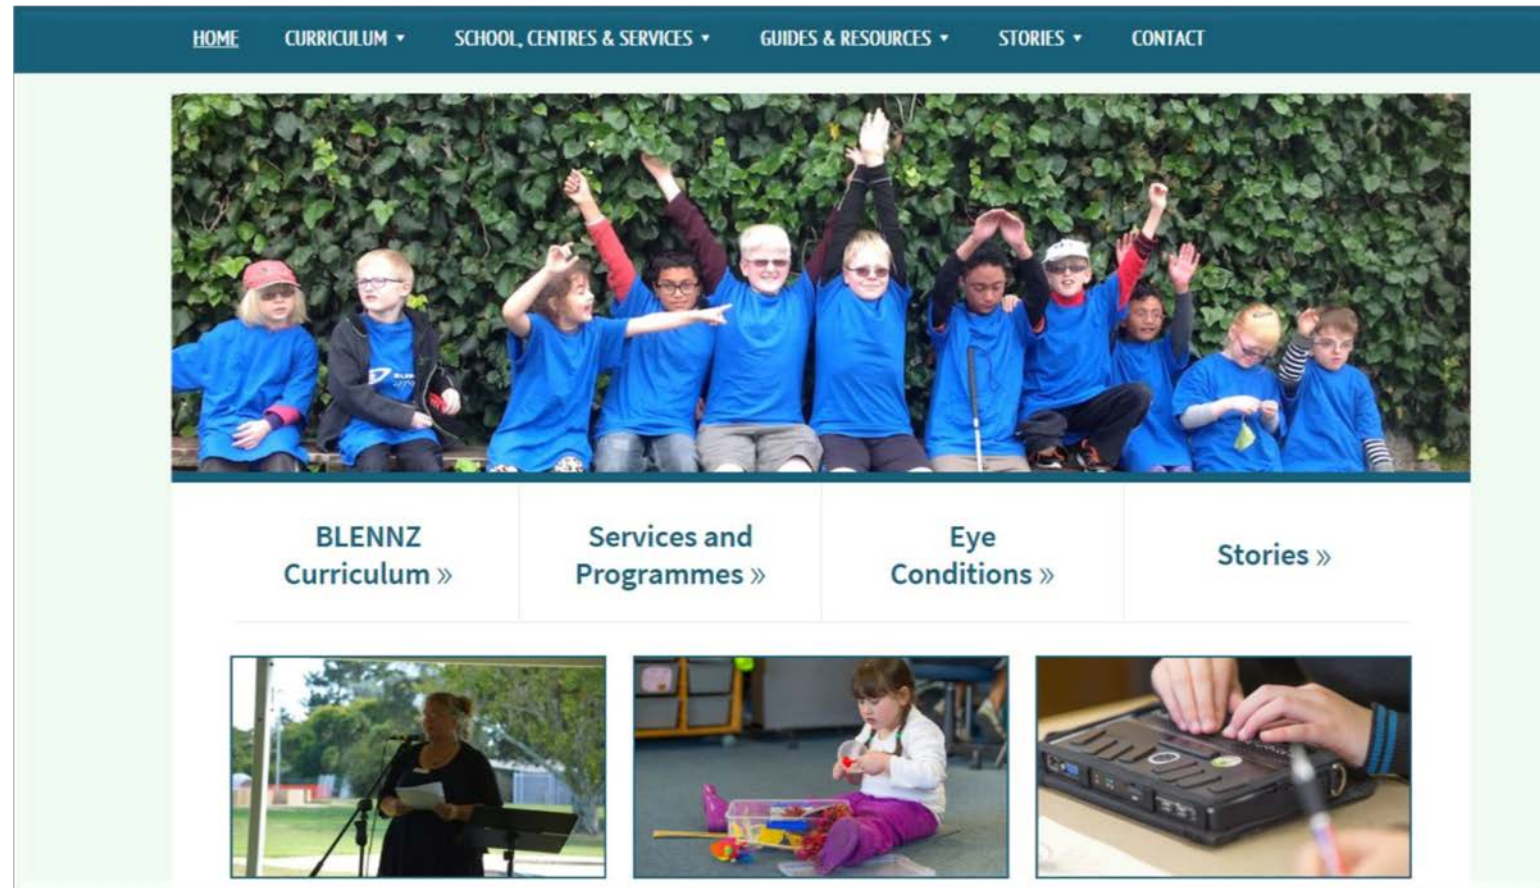 HOME CURRICULUM ▾ SCHOOL, CENTRES & SERVICES ▾ GUIDES & RESOURCES ▾ STORIES ▾ CONTACT
BLENNZ
Curriculum »
Services and
Programmes »
Eye
Conditions »
Stories »